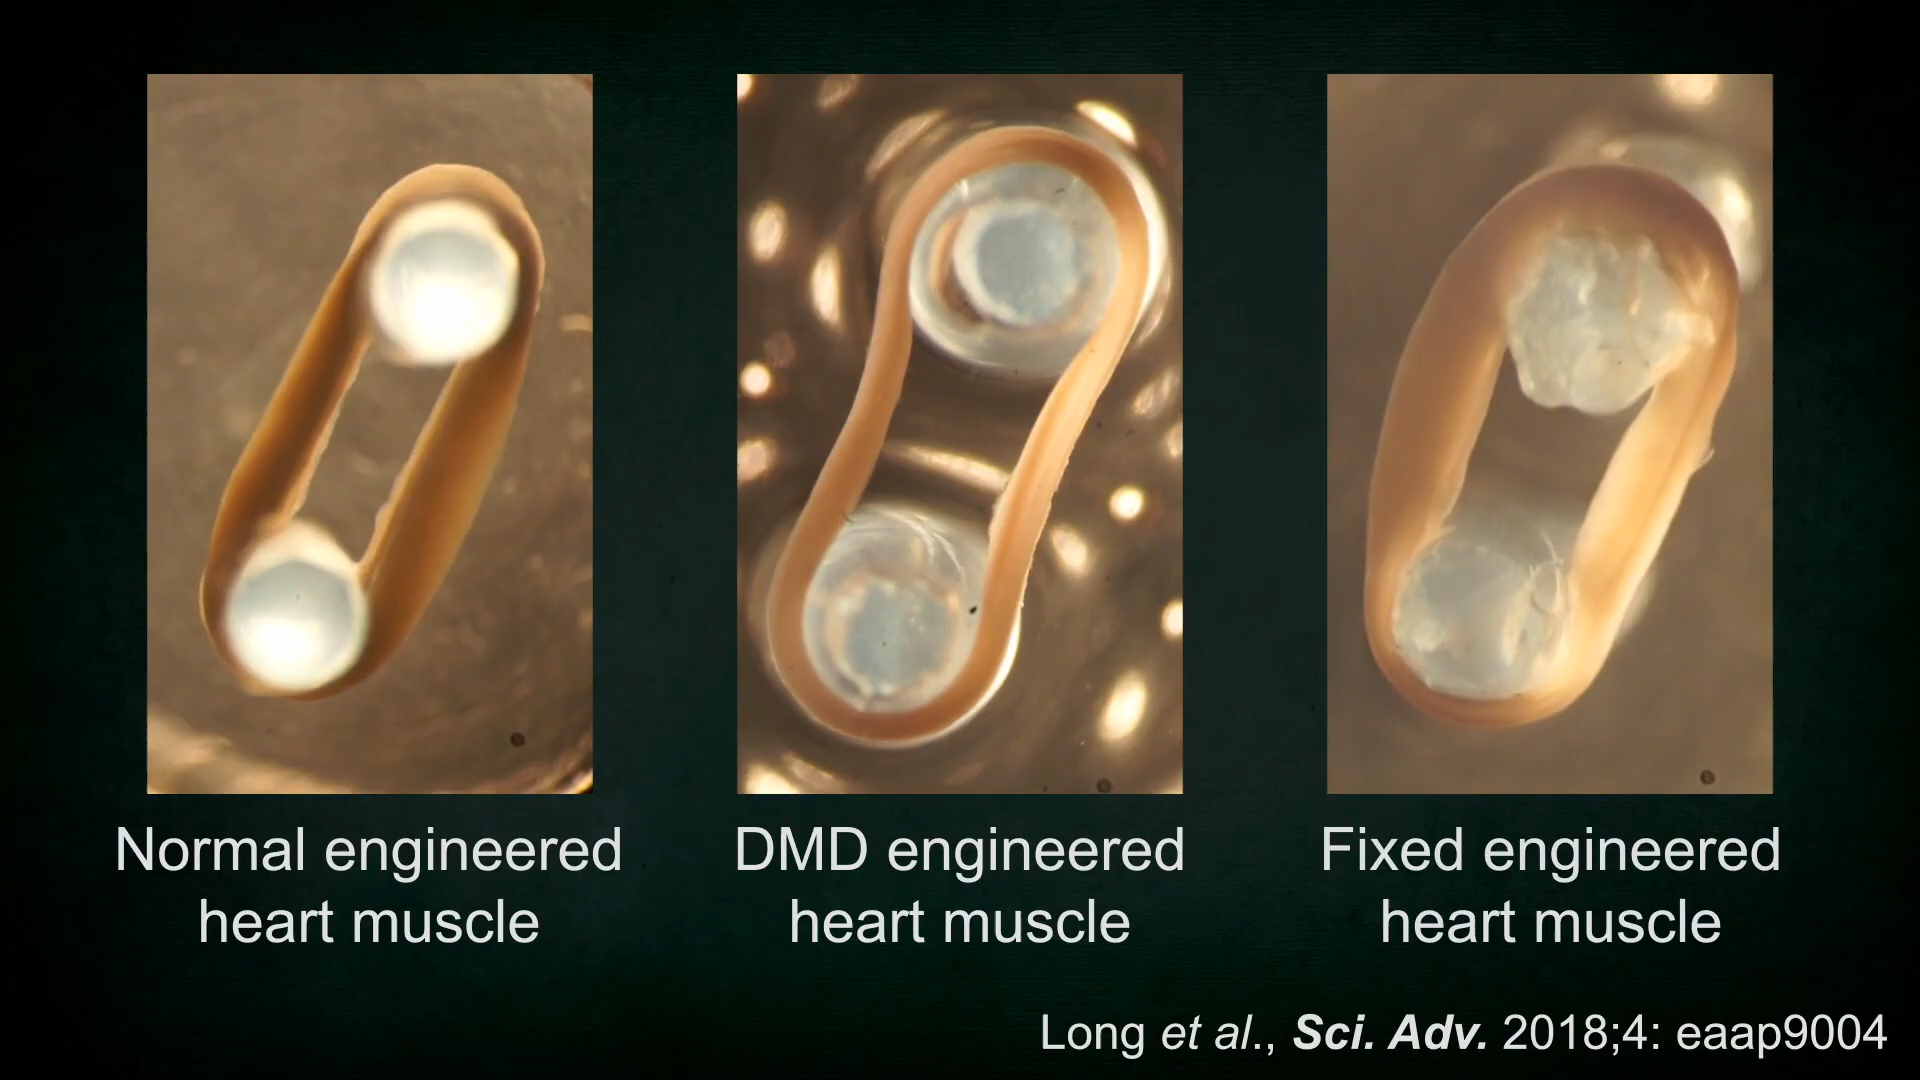 Normal engineered
heart muscle
DMD engineered
heart muscle
Fixed engineered
heart muscle
Long et al., Sci. Adv. 2018;4: eaap9004